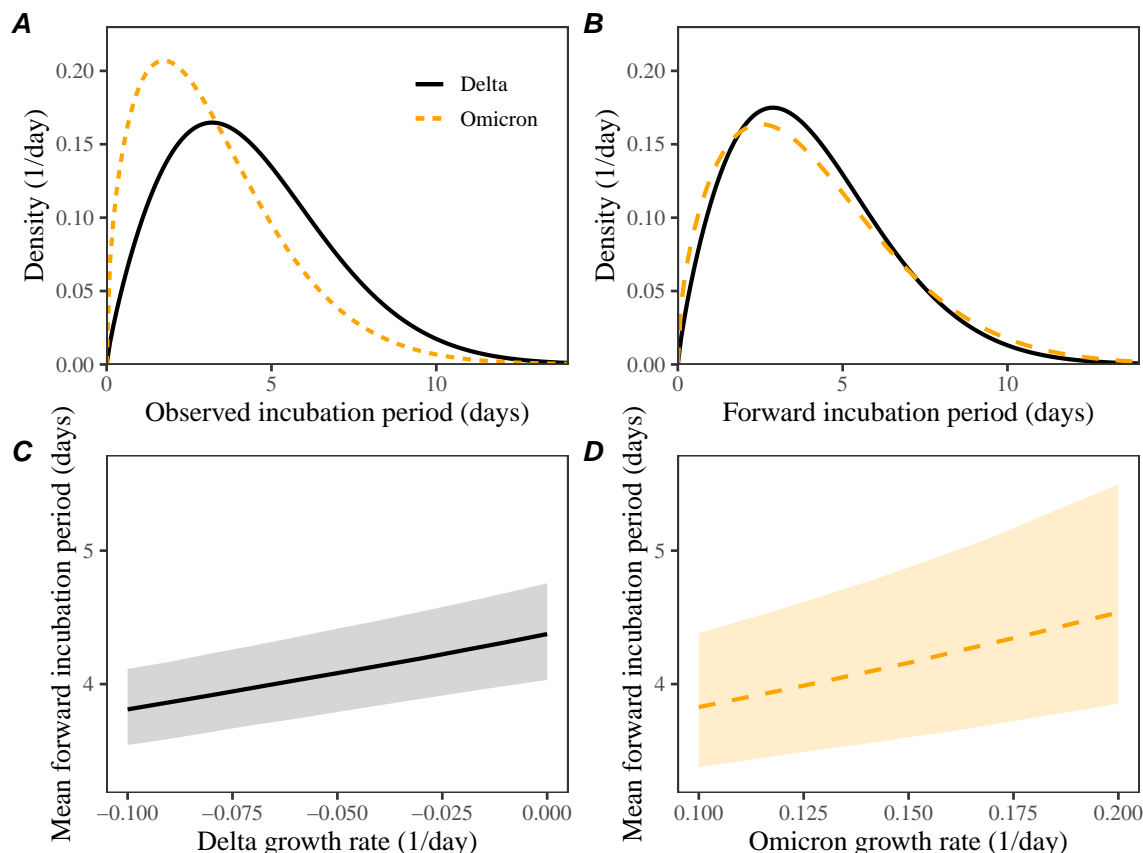 A
0.20
0.15
0.10
0.05
0.00
Density (1/day)
Delta
Omicron
0
5
10
Observed incubation period (days)
B
0.20
0.15
0.10
0.05
0.00
Density (1/day)
0
5
10
Forward incubation period (days)
C
5
4
Mean forward incubation period (days)
−0.100
−0.075
−0.050
−0.025
0.000
Delta growth rate (1/day)
D
5
4
Mean forward incubation period (days)
0.100
0.125
0.150
0.175
0.200
Omicron growth rate (1/day)